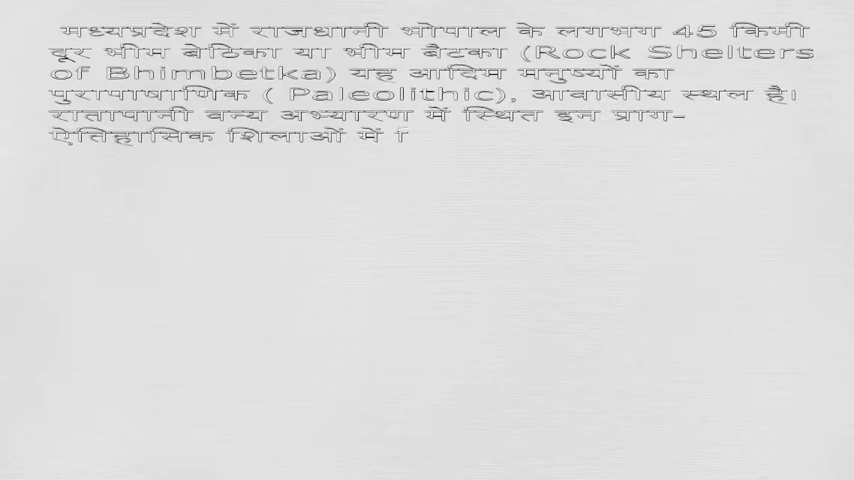 मध्यप्रदेश में राजधानी भोपाल के लगभग 45 किमी
दूर भीम बेठिका या भीम बैटका (Rock Shelters
of Bhimbetka) यह आदिम मनुष्यों का
पुरापाषाणिक ( Paleolithic), आवासीय स्थल है।
रातापानी वन्य अभ्यारण में स्थित इन प्राग-
ऐतिहासिक शिलाओं में